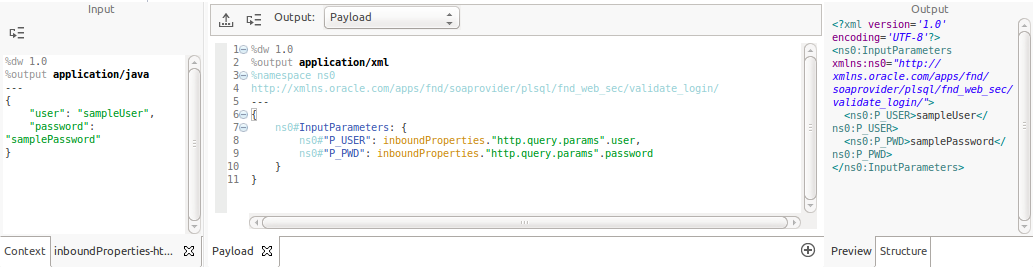 Input
%dw 1.0
%output application/java
---
{
"user": "sampleUser",
"password":
"samplePassword"
}
Context
inboundProperties-ht...
Output:
Payload
1 %dw 1.0
2 %output application/xml
3 %namespace ns0
4 http://xmlns.oracle.com/apps/fnd/soaprovider/plsql/fnd_web_sec/validate_login/
5 ---
6 {
7 ns0#InputParameters: {
8 ns0#"P_USER": inboundProperties."http.query.params".user,
9 ns0#"P_PWD": inboundProperties."http.query.params".password
10 }
11 }
Payload
Output
<?xml version='1.0'
encoding='UTF-8'?>
<ns0:InputParameters
xmlns:ns0="http://
xmlns.oracle.com/apps/fnd/
soaprovider/plsql/fnd_web_sec/
validate_login/">
<ns0:P_USER>sampleUser</
ns0:P_USER>
<ns0:P_PWD>samplePassword</
ns0:P_PWD>
</ns0:InputParameters>
Preview
Structure